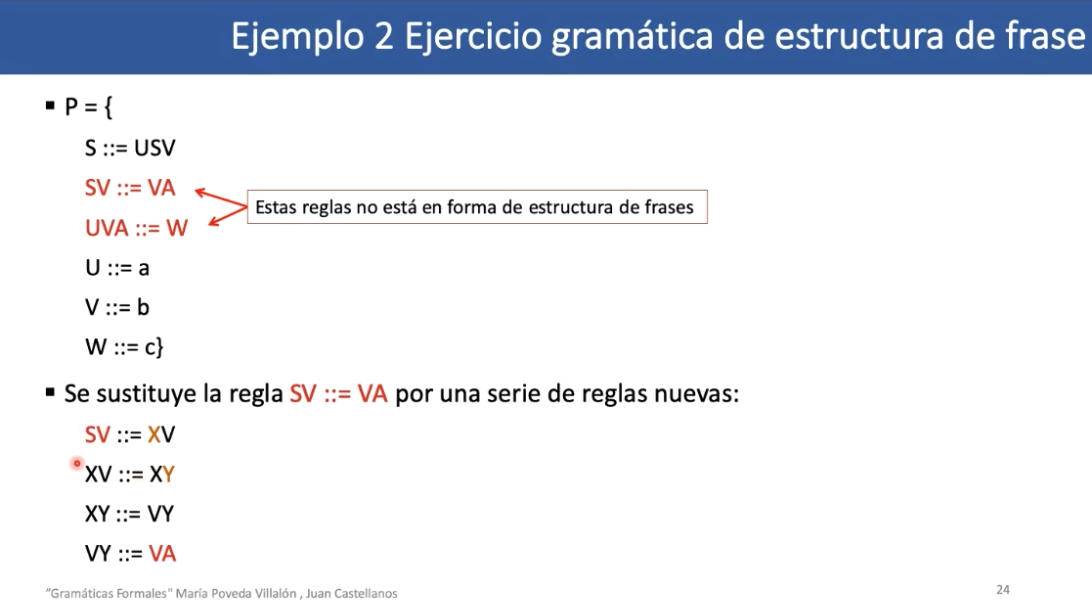 Ejemplo 2 Ejercicio gramática de estructura de frase
▪ P = {
S ::= USV
SV ::= VA
Estas reglas no está en forma de estructura de frases
UVA ::= W
U ::= a
V ::= b
W ::= c}
▪ Se sustituye la regla SV ::= VA por una serie de reglas nuevas:
SV ::= XV
XV ::= XY
XY ::= VY
VY ::= VA
"Gramáticas Formales" María Poveda Villalón , Juan Castellanos
24